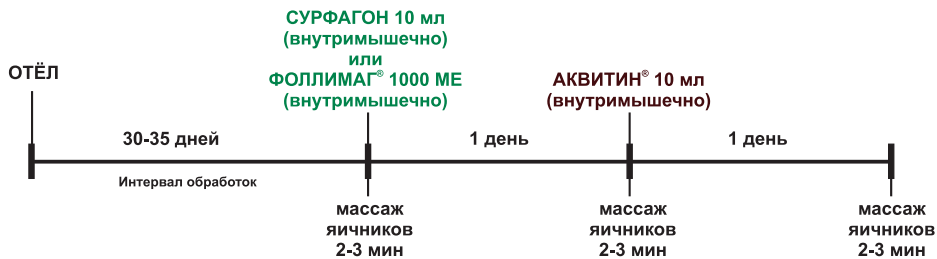 СУРФАГОН 10 мл
(внутримышечно)
или
ФОЛЛИМАГ® 1000 МЕ
(внутримышечно)
ОТЁЛ
АКВИТИН® 10 мл
(внутримышечно)
30-35 дней
1 день
1 день
Интервал обработок
массаж
яичников
2-3 мин
массаж
яичников
2-3 мин
массаж
яичников
2-3 мин